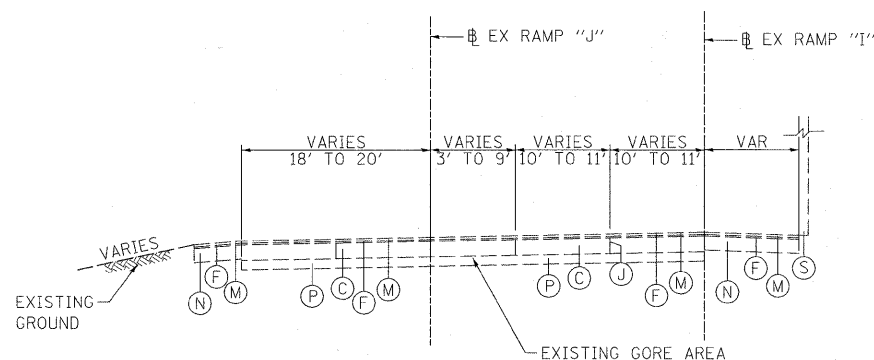 ℄ EX RAMP "J"
℄ EX RAMP "I"
VARIES
18' TO 20'
VARIES
3' TO 9'
VARIES
10' TO 11'
VARIES
10' TO 11'
VAR
VARIES
EXISTING
GROUND
N
F
M
P
C
F
M
P
C
J
F
M
N
F
M
S
EXISTING GORE AREA